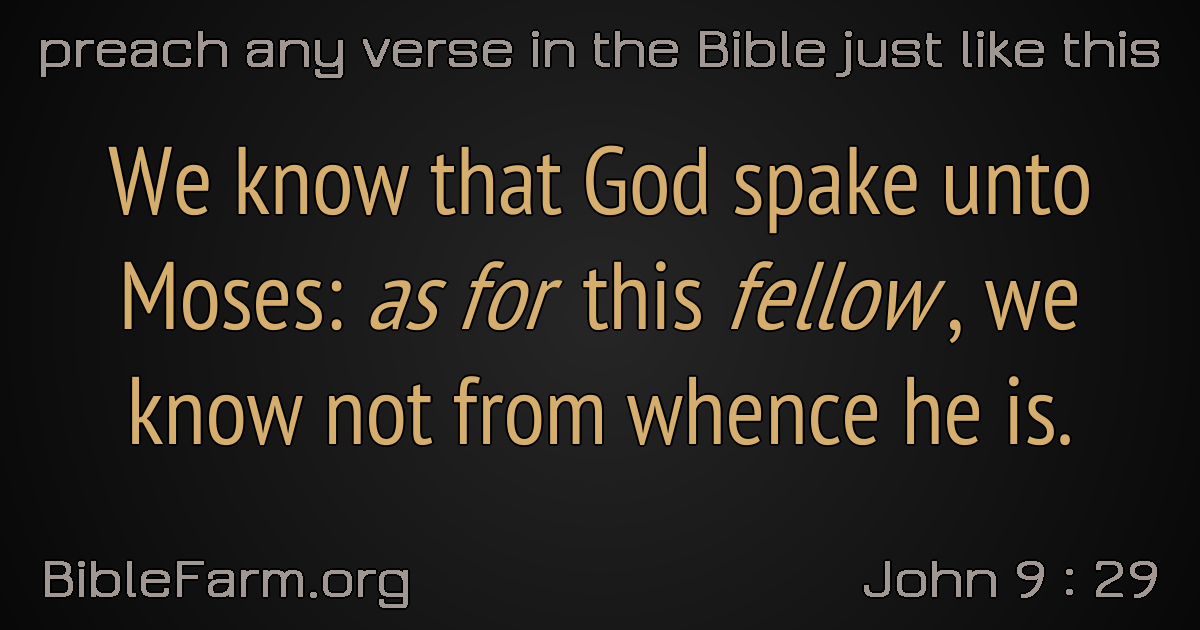 preach any verse in the Bible just like this
We know that God spake unto
Moses: as for this fellow, we
know not from whence he is.
BibleFarm.org
John 9 : 29